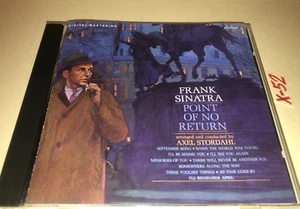 DIGITAL MASTERING
Capitol
FRANK
SINATRA
POINT OF NO
RETURN
arranged and conducted by
AXEL STORDAHL
SEPTEMBER SONG • WHEN THE WORLD WAS YOUNG
I'LL BE SEEING YOU • I'LL SEE YOU AGAIN
MEMORIES OF YOU • THERE WILL NEVER BE ANOTHER YOU
SOMEWHERE ALONG THE WAY
THESE FOOLISH THINGS • AS TIME GOES BY
I'LL REMEMBER APRIL
X-52